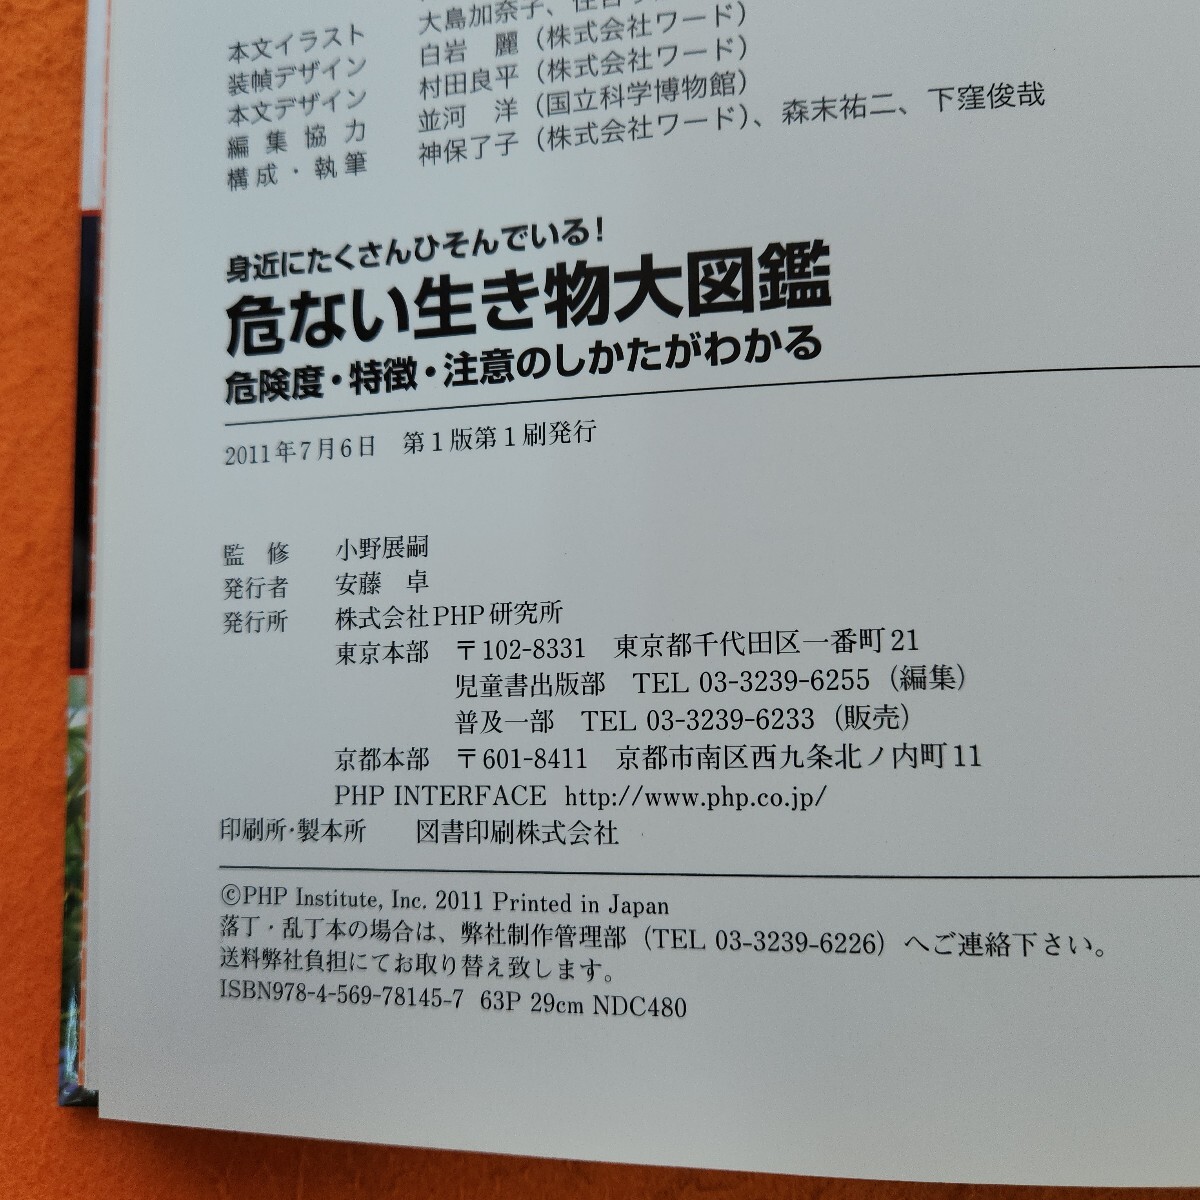 本文イラスト　大島加奈子、住吉
装幀デザイン　白岩　麗（株式会社ワード）
本文デザイン　村田良平（株式会社ワード）
編集協力　並河　洋（国立科学博物館）
構成・執筆　神保了子（株式会社ワード）、森末祐二、下窪俊哉
身近にたくさんひそんでいる！
危ない生き物大図鑑
危険度・特徴・注意のしかたがわかる
2011年7月6日　第1版第1刷発行
監　修　小野展嗣
発行者　安藤　卓
発行所　株式会社PHP研究所
東京本部　〒102-8331　東京都千代田区一番町21
児童書出版部　TEL 03-3239-6255（編集）
普及一部　TEL 03-3239-6233（販売）
京都本部　〒601-8411　京都市南区西九条北ノ内町11
PHP INTERFACE　http://www.php.co.jp/
印刷所・製本所　図書印刷株式会社
©PHP Institute, Inc. 2011 Printed in Japan
落丁・乱丁本の場合は、弊社制作管理部（TEL 03-3239-6226）へご連絡下さい。
送料弊社負担にてお取り替え致します。
ISBN978-4-569-78145-7　63P 29cm NDC480